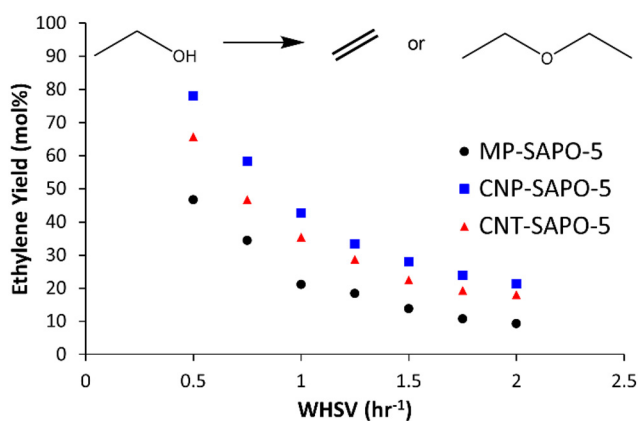 100
90
80
70
60
50
40
30
20
10
0
Ethylene Yield (mol%)
OH
or
O
MP-SAPO-5
CNP-SAPO-5
CNT-SAPO-5
0
0.5
1
1.5
2
2.5
WHSV (hr⁻¹)